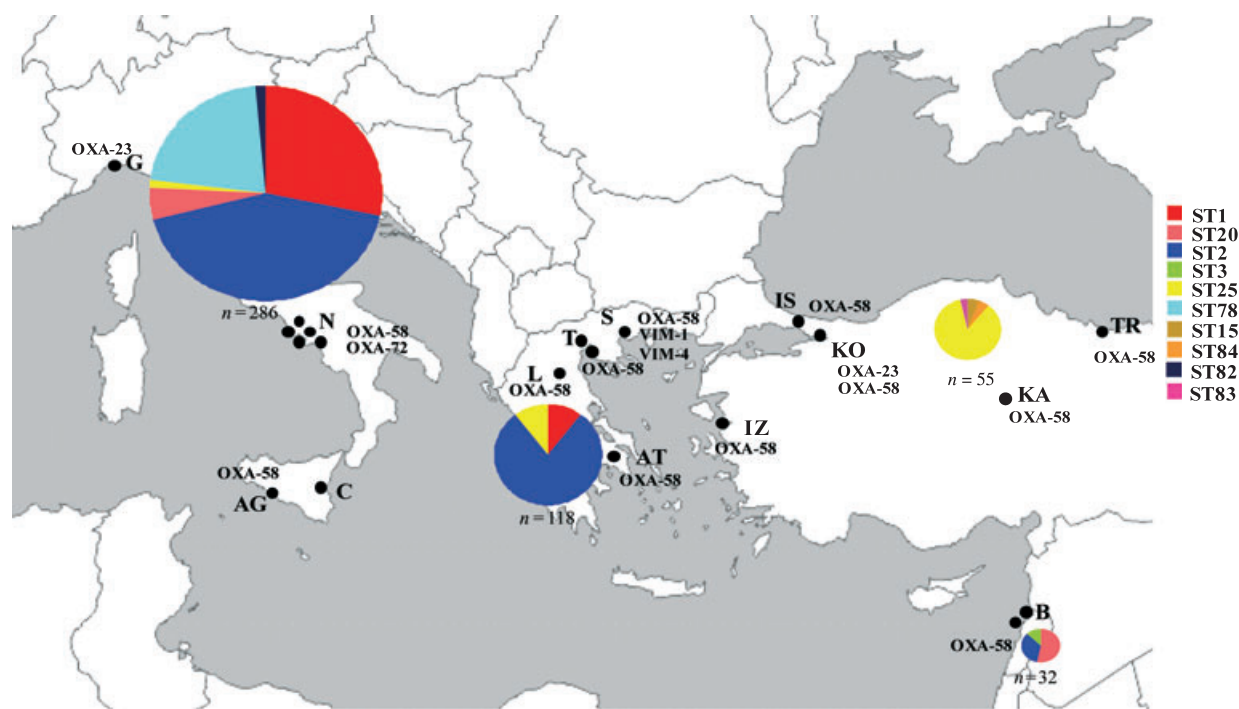 OXA-23
G
n = 286
N
OXA-58
OXA-72
OXA-58
AG
C
S
OXA-58
VIM-1
VIM-4
T
OXA-58
L
OXA-58
n = 118
AT
OXA-58
IS
OXA-58
KO
OXA-23
OXA-58
IZ
OXA-58
n = 55
KA
OXA-58
TR
OXA-58
B
OXA-58
n = 32
ST1
ST20
ST2
ST3
ST25
ST78
ST15
ST84
ST82
ST83